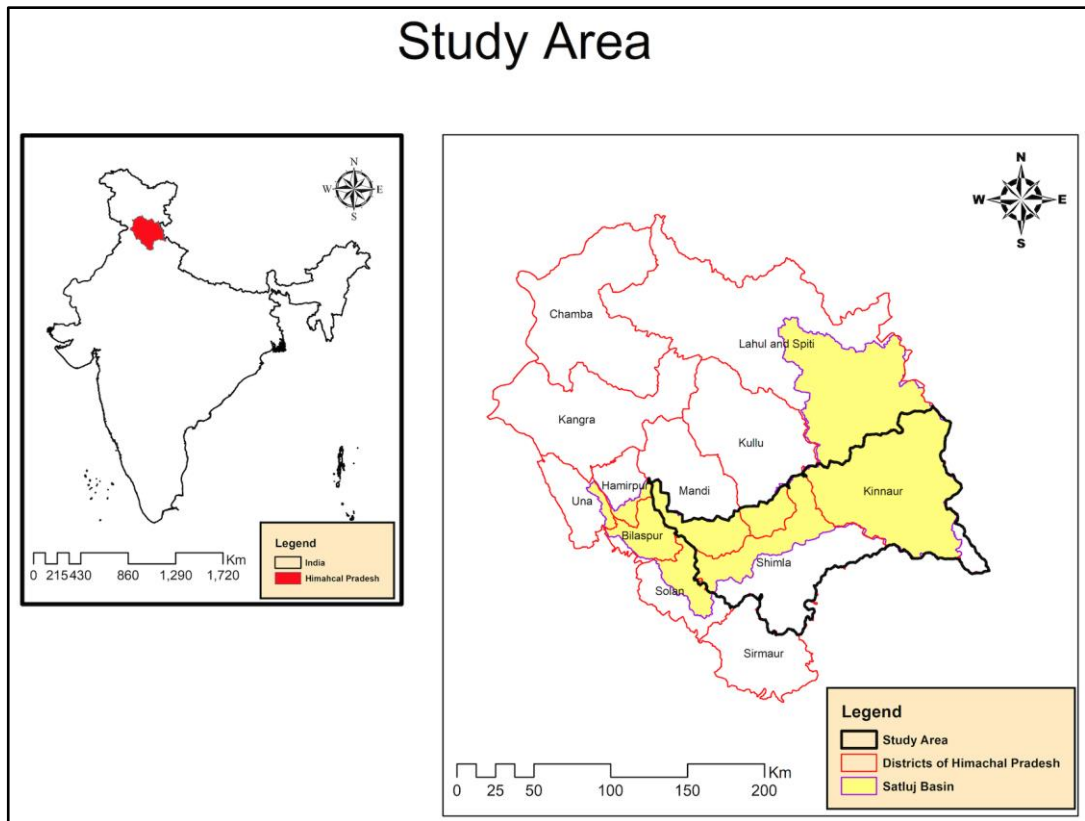 Study Area
N
W E
S
Km
0 215430 860 1,290 1,720
Legend
India
Himahcal Pradesh
N
W E
S
Chamba
Lahul and Spiti
Kangra
Kullu
Hamirpur
Mandi
Kinnaur
Una
Bilaspur
Shimla
Solan
Sirmaur
Km
0 25 50 100 150 200
Legend
Study Area
Districts of Himachal Pradesh
Satluj Basin